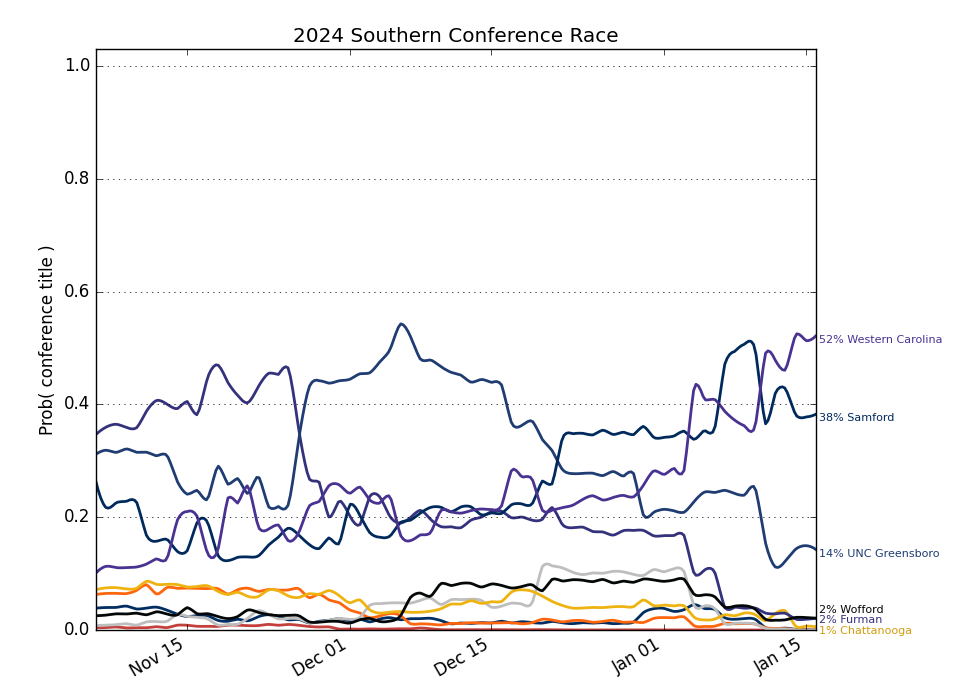 2024 Southern Conference Race
1.0
0.8
0.6
0.4
0.2
0.0
Prob( conference title )
Nov 15
Dec 01
Dec 15
Jan 01
Jan 15
52% Western Carolina
38% Samford
14% UNC Greensboro
2% Wofford
2% Furman
1% Chattanooga